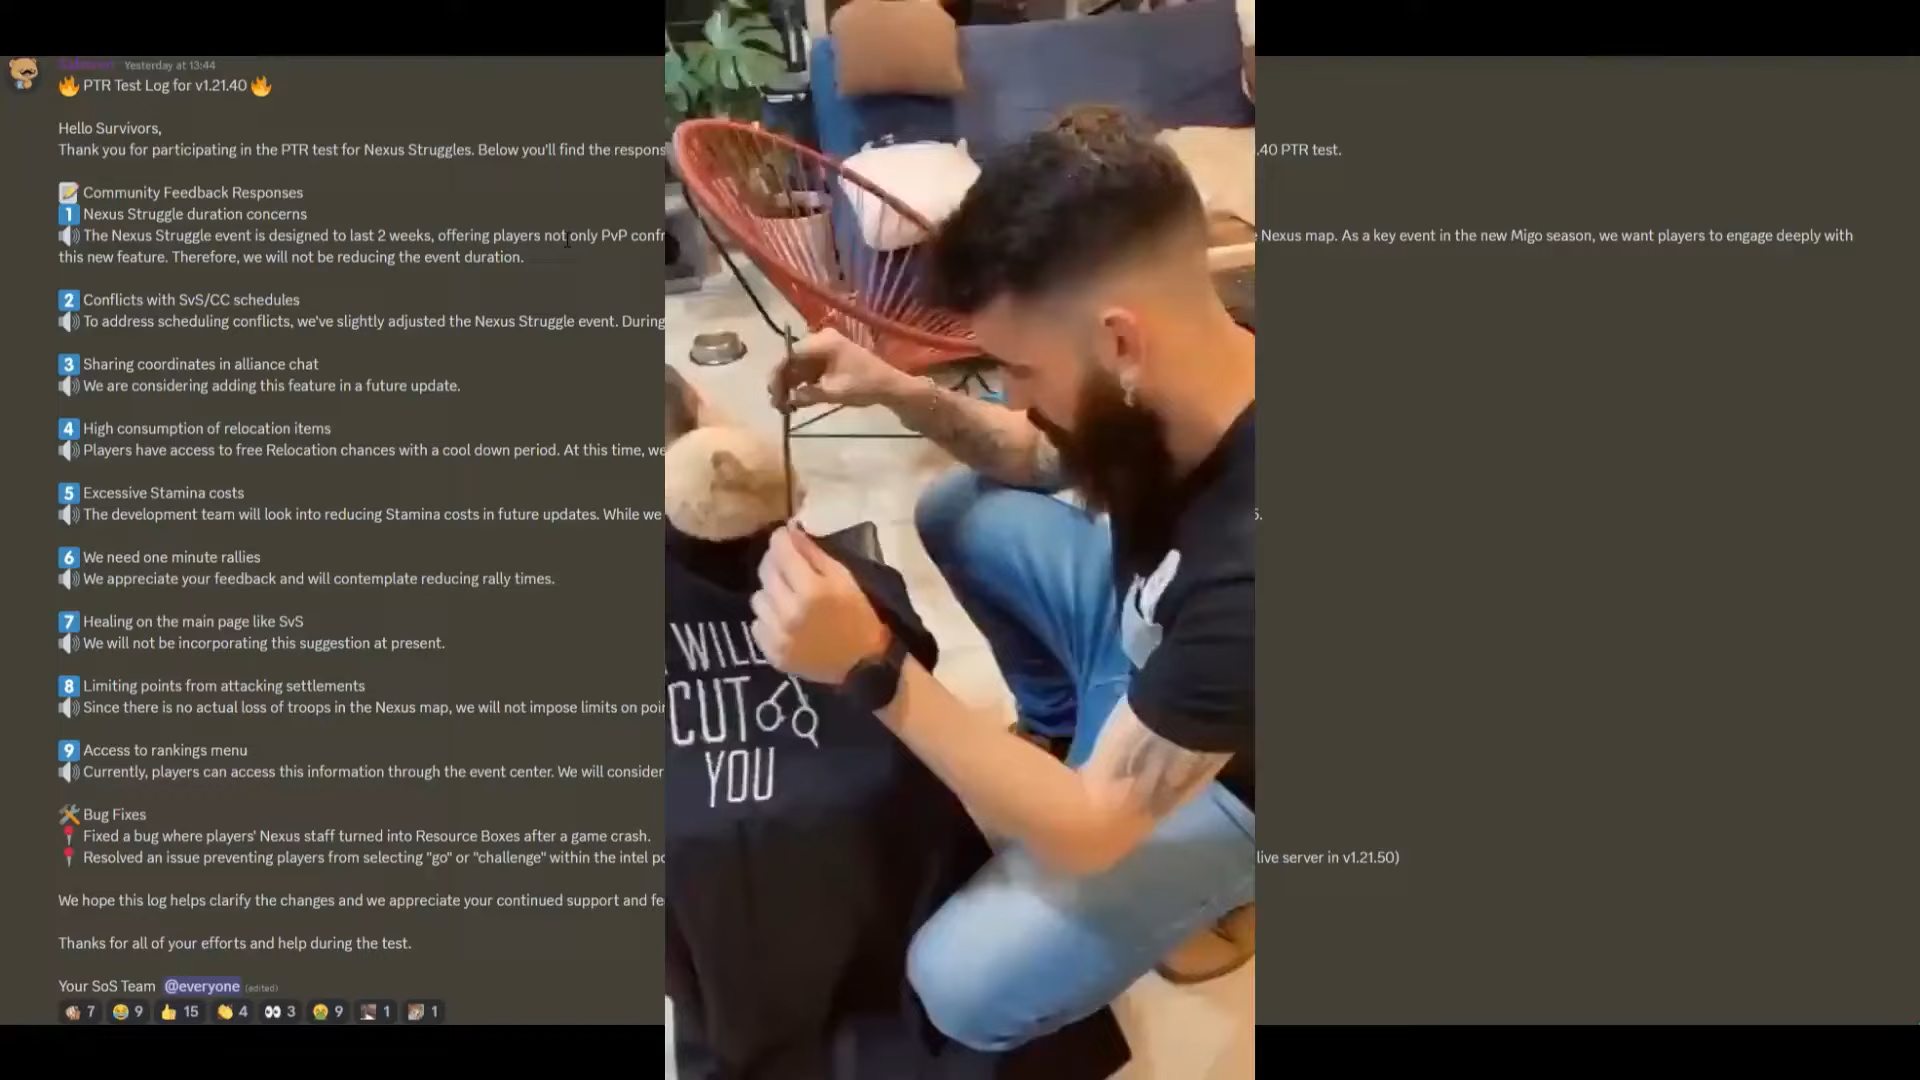 Yesterday at 13:44
🔥 PTR Test Log for v1.21.40 🔥
Hello Survivors,
Thank you for participating in the PTR test for Nexus Struggles. Below you'll find the .40 PTR test.
📝 Community Feedback Responses
1 Nexus Struggle duration concerns
The Nexus Struggle event is designed to last 2 weeks, offering players not only PvP Nexus map. As a key event in the new Migo season, we want players to engage deeply with
this new feature. Therefore, we will not be reducing the event duration.
2 Conflicts with SvS/CC schedules
To address scheduling conflicts, we've slightly adjusted the Nexus Struggle event. During
3 Sharing coordinates in alliance chat
We are considering adding this feature in a future update.
4 High consumption of relocation items
Players have access to free Relocation chances with a cool down period. At this time, we
5 Excessive Stamina costs
The development team will look into reducing Stamina costs in future updates. While we
6 We need one minute rallies
We appreciate your feedback and will contemplate reducing rally times.
7 Healing on the main page like SvS
We will not be incorporating this suggestion at present.
8 Limiting points from attacking settlements
Since there is no actual loss of troops in the Nexus map, we will not impose limits on
9 Access to rankings menu
Currently, players can access this information through the event center. We will consider
🛠 Bug Fixes
📍 Fixed a bug where players' Nexus staff turned into Resource Boxes after a game crash.
📍 Resolved an issue preventing players from selecting "go" or "challenge" within the intel live server in v1.21.50)
We hope this log helps clarify the changes and we appreciate your continued support and
Thanks for all of your efforts and help during the test.
Your SoS Team @everyone (edited)
7 9 15 4 3 9 1 1
WILL
CUT
YOU